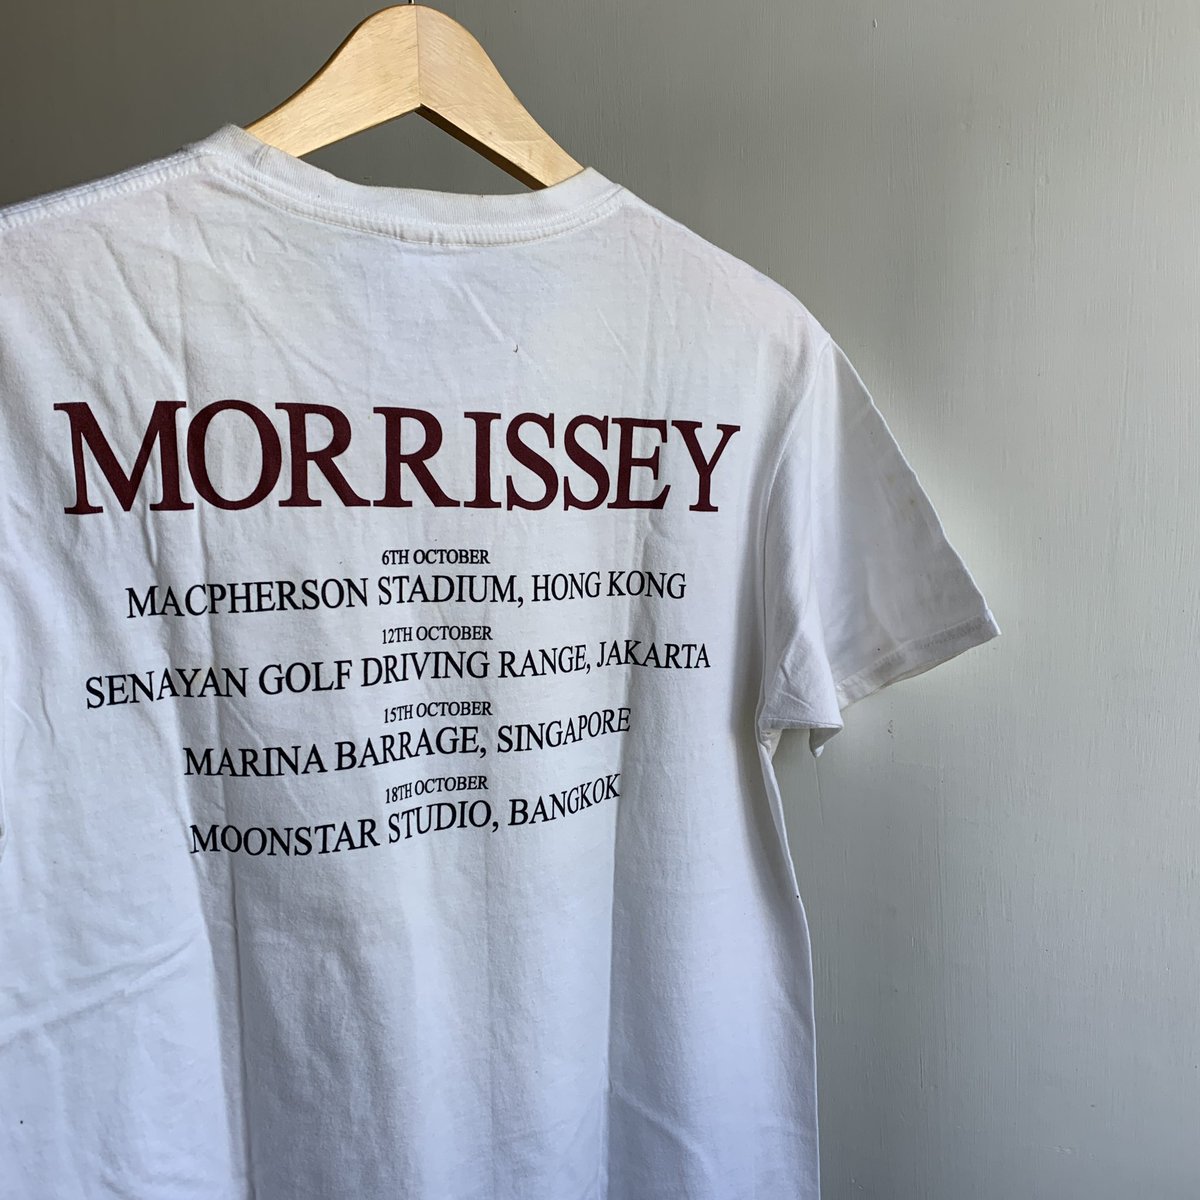 MORRISSEY
6TH OCTOBER
MACPHERSON STADIUM, HONG KONG
12TH OCTOBER
SENAYAN GOLF DRIVING RANGE, JAKARTA
15TH OCTOBER
MARINA BARRAGE, SINGAPORE
18TH OCTOBER
MOONSTAR STUDIO, BANGKOK